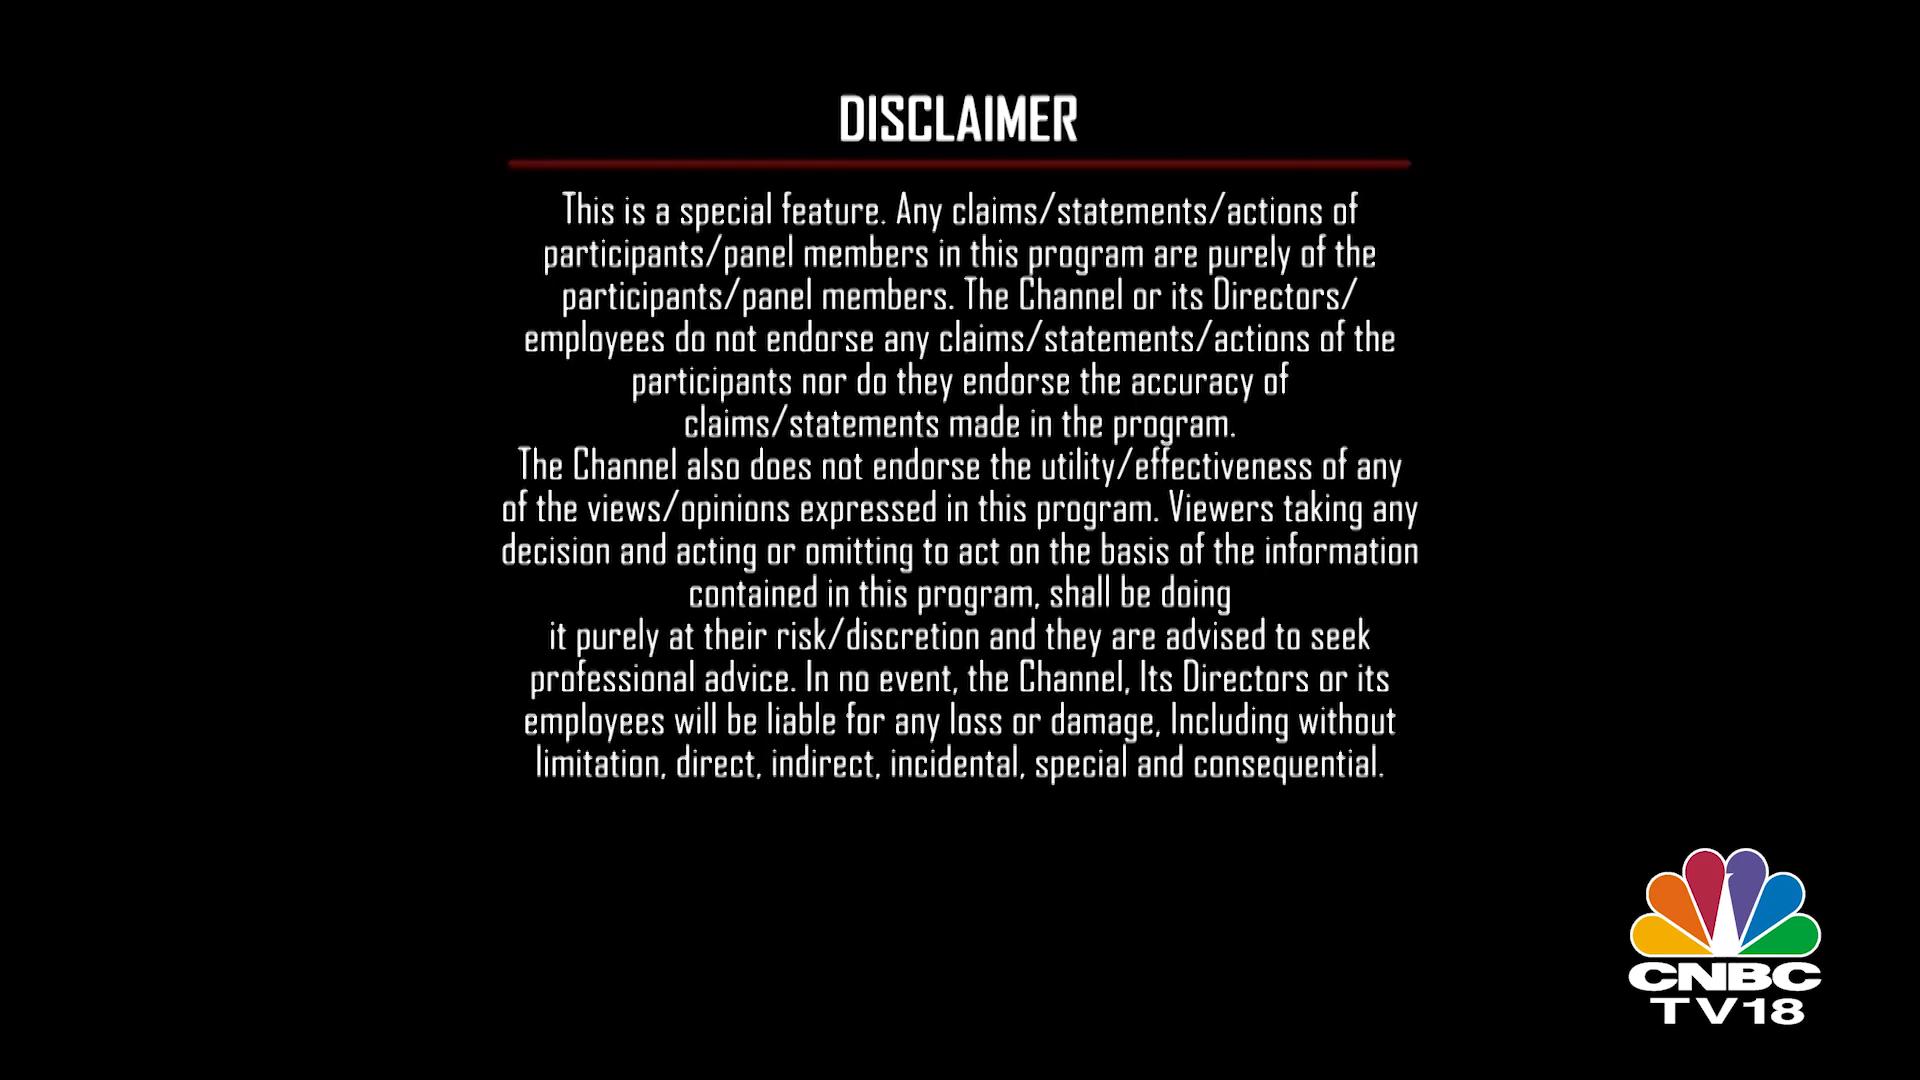 DISCLAIMER
This is a special feature. Any claims/statements/actions of
participants/panel members in this program are purely of the
participants/panel members. The Channel or its Directors/
employees do not endorse any claims/statements/actions of the
participants nor do they endorse the accuracy of
claims/statements made in the program.
The Channel also does not endorse the utility/effectiveness of any
of the views/opinions expressed in this program. Viewers taking any
decision and acting or omitting to act on the basis of the information
contained in this program, shall be doing
it purely at their risk/discretion and they are advised to seek
professional advice. In no event, the Channel, Its Directors or its
employees will be liable for any loss or damage, Including without
limitation, direct, indirect, incidental, special and consequential.
CNBC
TV18